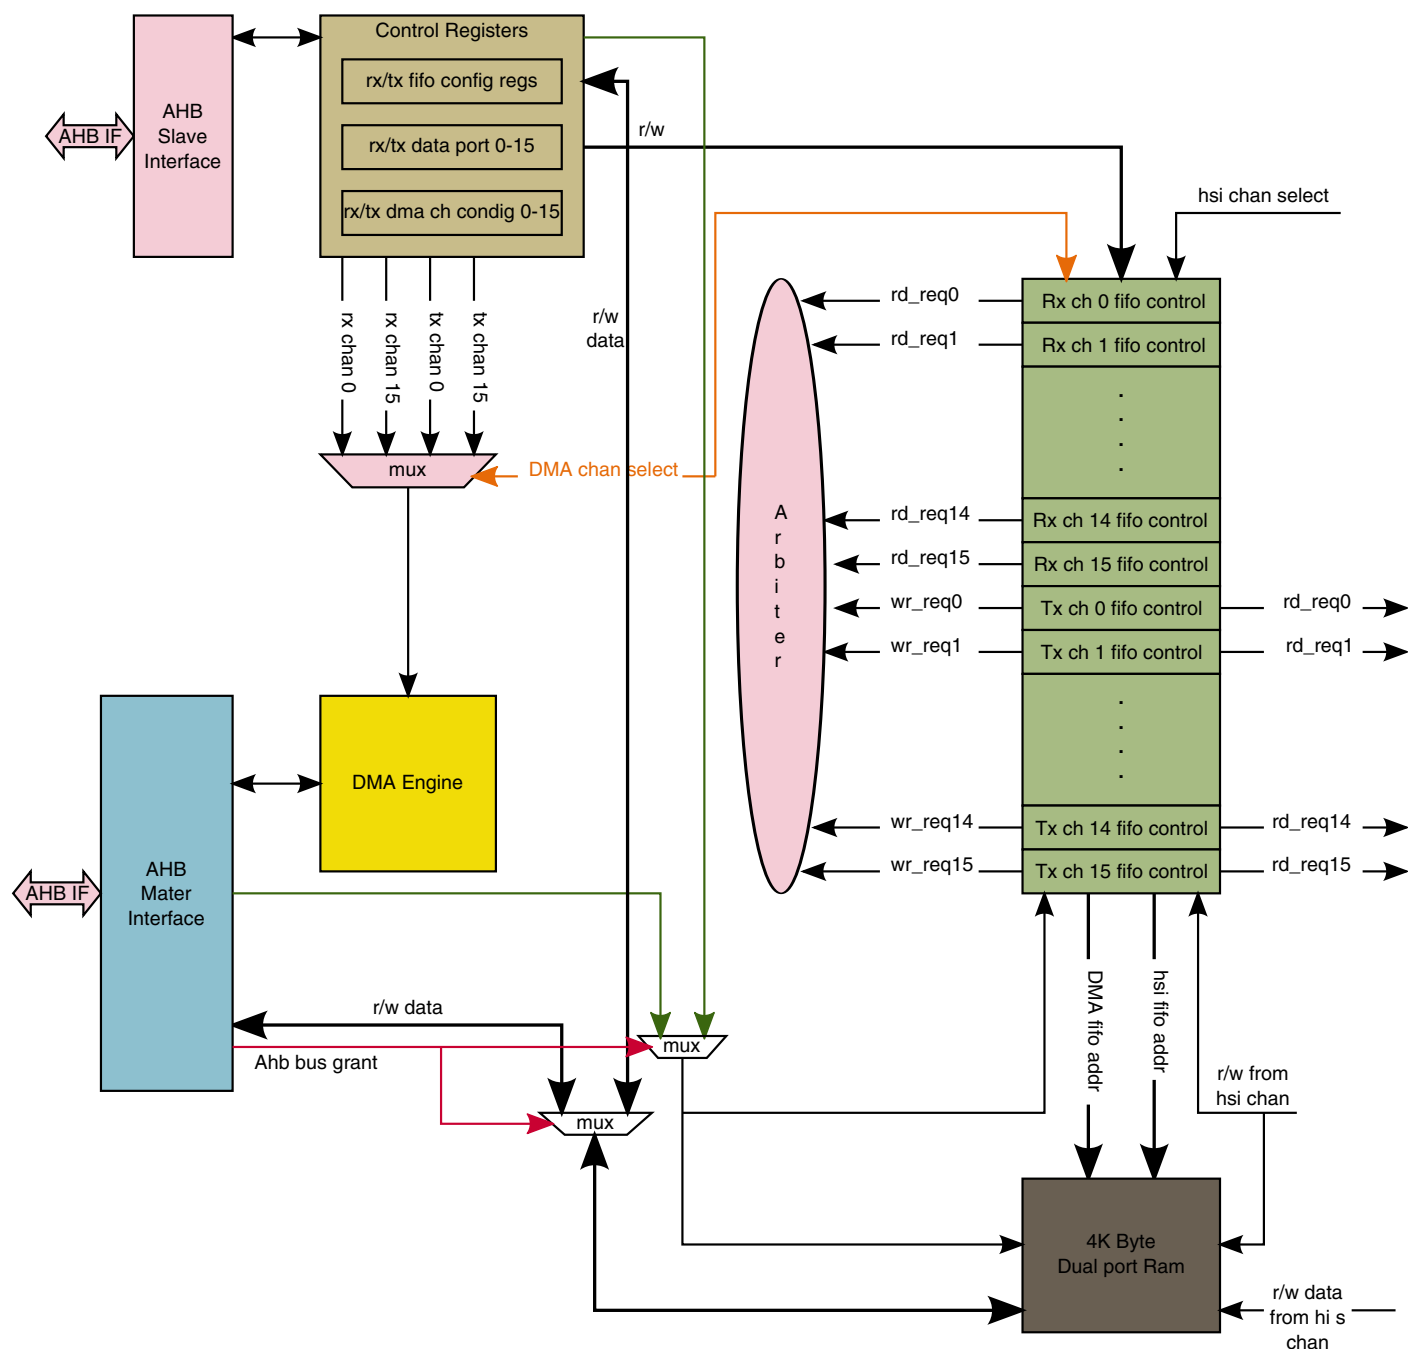 Control Registers
rx/tx fifo config regs
AHB
Slave
Interface
AHB IF
rx/tx data port 0-15
r/w
rx/tx dma ch condig 0-15
hsi chan select
rx chan 0
rx chan 15
tx chan 0
tx chan 15
r/w
data
rd_req0
Rx ch 0 fifo control
rd_req1
Rx ch 1 fifo control
.
.
.
.
mux
DMA chan select
A
r
b
i
t
e
r
rd_req14
Rx ch 14 fifo control
rd_req15
Rx ch 15 fifo control
wr_req0
Tx ch 0 fifo control
rd_req0
wr_req1
Tx ch 1 fifo control
rd_req1
.
.
.
.
DMA Engine
wr_req14
Tx ch 14 fifo control
rd_req14
wr_req15
Tx ch 15 fifo control
rd_req15
AHB IF
AHB
Mater
Interface
r/w data
Ahb bus grant
mux
mux
DMA fifo addr
hsi fifo addr
r/w from
hsi chan
4K Byte
Dual port Ram
r/w data
from hi s
chan